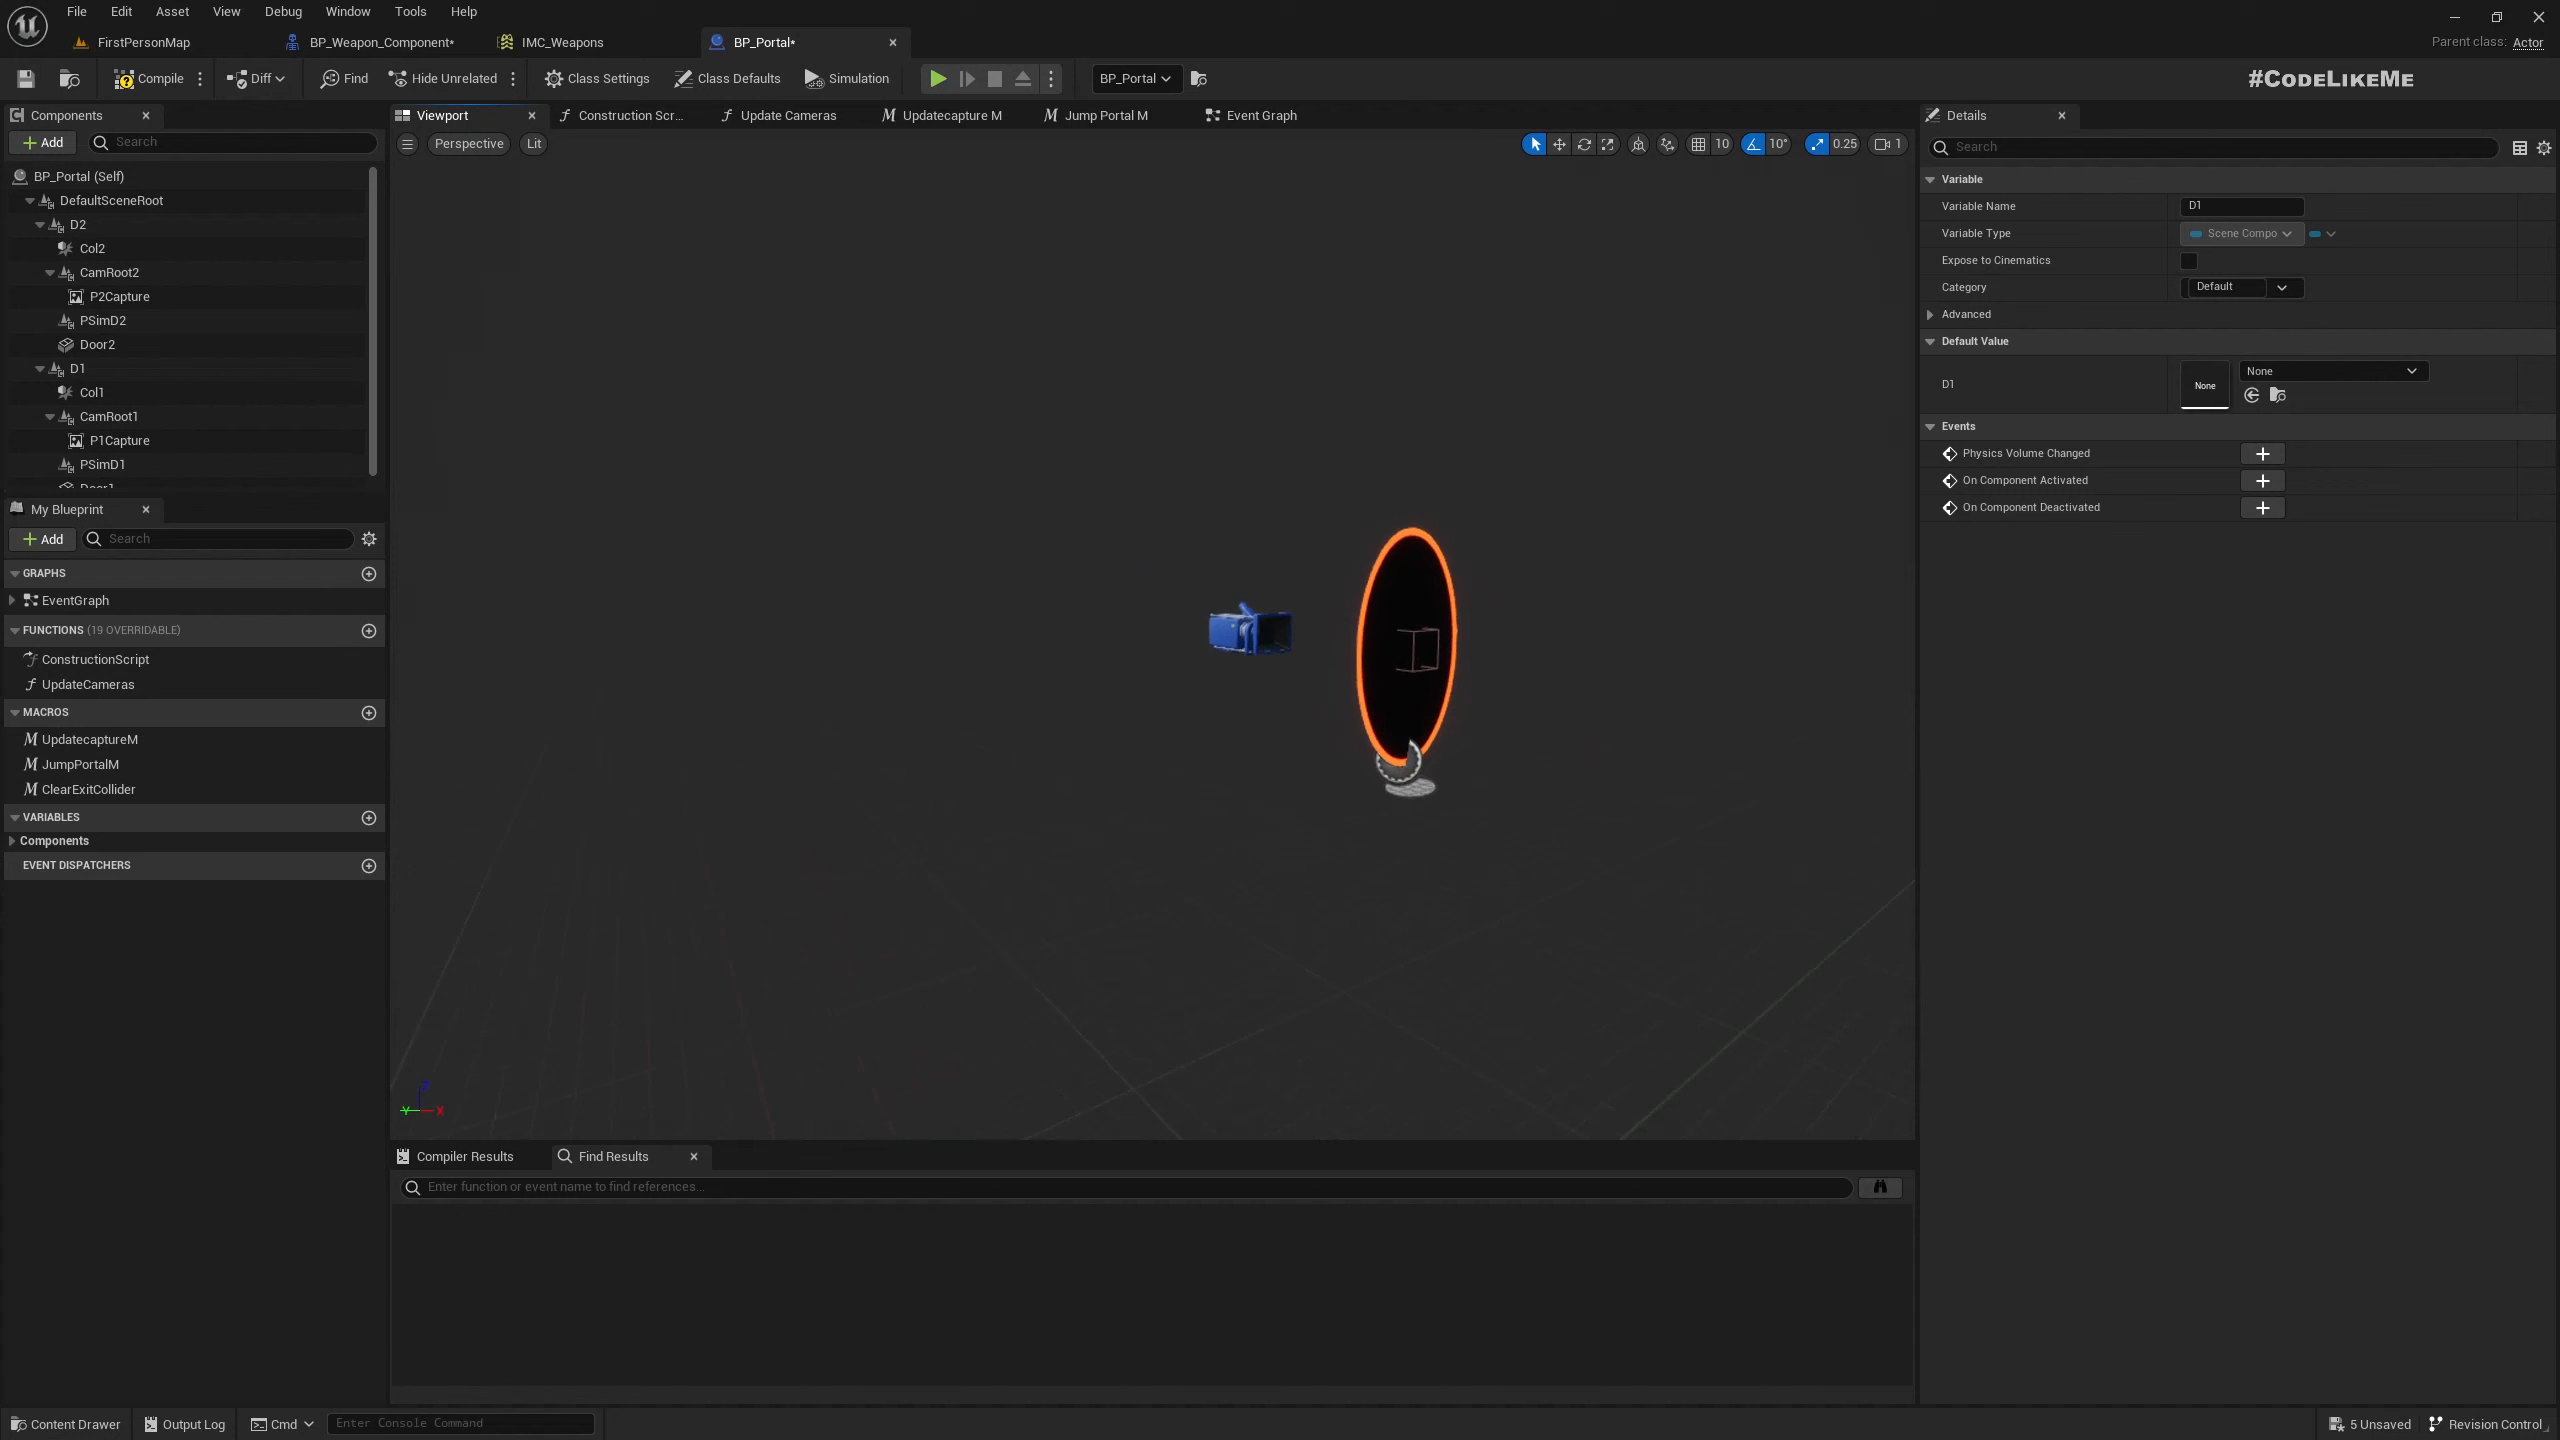 File Edit Asset View Debug Window Tools Help
FirstPersonMap BP_Weapon_Component* IMC_Weapons BP_Portal* Parent class: Actor
Compile Diff Find Hide Unrelated Class Settings Class Defaults Simulation BP_Portal #CODELIKEME
Components Viewport Construction Scr... Update Cameras Updatecapture M Jump Portal M Event Graph Details
Add Search Perspective Lit 10 10° 0.25 1 Search
BP_Portal (Self)
DefaultSceneRoot
D2
Col2
CamRoot2
P2Capture
PSimD2
Door2
D1
Col1
CamRoot1
P1Capture
PSimD1
Door1
My Blueprint
Add Search
GRAPHS
EventGraph
FUNCTIONS (19 OVERRIDABLE)
ConstructionScript
UpdateCameras
MACROS
UpdatecaptureM
JumpPortalM
ClearExitCollider
VARIABLES
Components
EVENT DISPATCHERS
Z
Y X
Variable
Variable Name D1
Variable Type Scene Compo
Expose to Cinematics
Category Default
Advanced
Default Value
D1 None None
Events
Physics Volume Changed
On Component Activated
On Component Deactivated
Compiler Results Find Results
Enter function or event name to find references...
Content Drawer Output Log Cmd Enter Console Command 5 Unsaved Revision Control